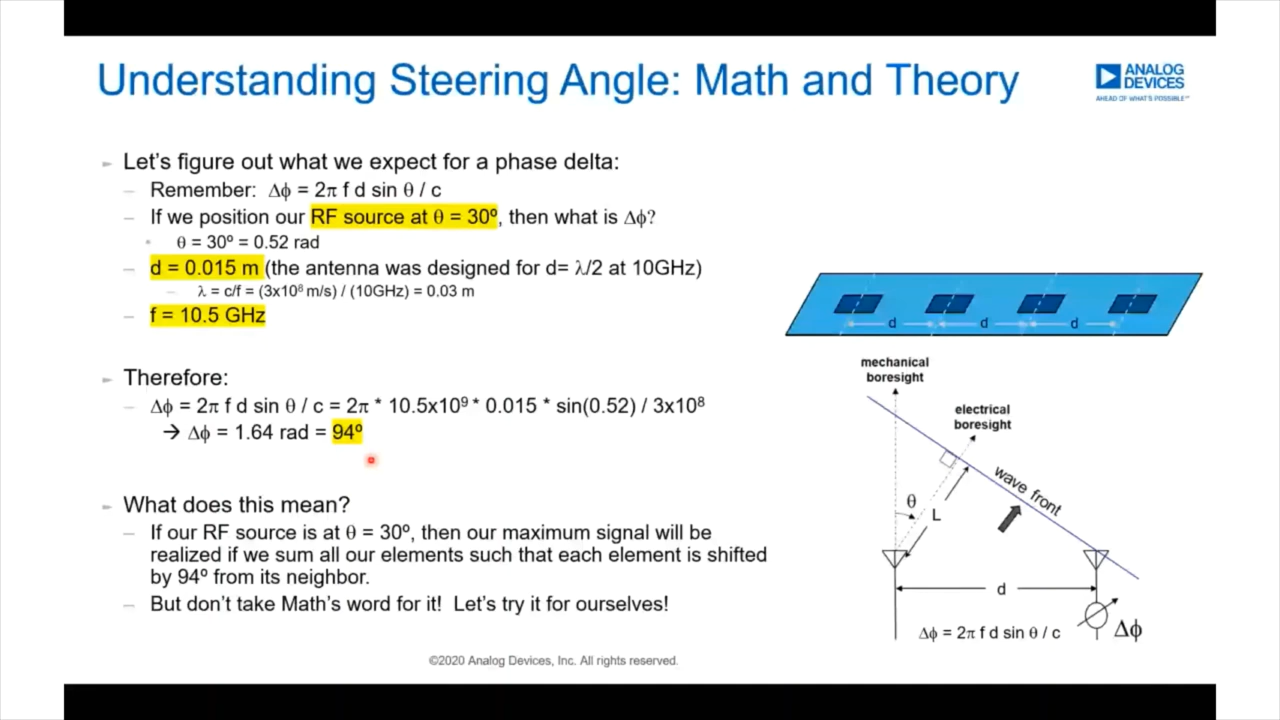 Understanding Steering Angle: Math and Theory
ANALOG
DEVICES
AHEAD OF WHAT'S POSSIBLE™
Let's figure out what we expect for a phase delta:
Remember: Δϕ = 2π f d sin θ / c
If we position our RF source at θ = 30º, then what is Δϕ?
θ = 30º = 0.52 rad
d = 0.015 m (the antenna was designed for d= λ/2 at 10GHz)
λ = c/f = (3x10⁸ m/s) / (10GHz) = 0.03 m
f = 10.5 GHz
Therefore:
Δϕ = 2π f d sin θ / c = 2π * 10.5x10⁹ * 0.015 * sin(0.52) / 3x10⁸
→ Δϕ = 1.64 rad = 94º
What does this mean?
If our RF source is at θ = 30º, then our maximum signal will be
realized if we sum all our elements such that each element is shifted
by 94º from its neighbor.
But don't take Math's word for it! Let's try it for ourselves!
d d d
mechanical
boresight
electrical
boresight
wave front
θ
L
d
Δϕ = 2π f d sin θ / c
Δϕ
©2020 Analog Devices, Inc. All rights reserved.